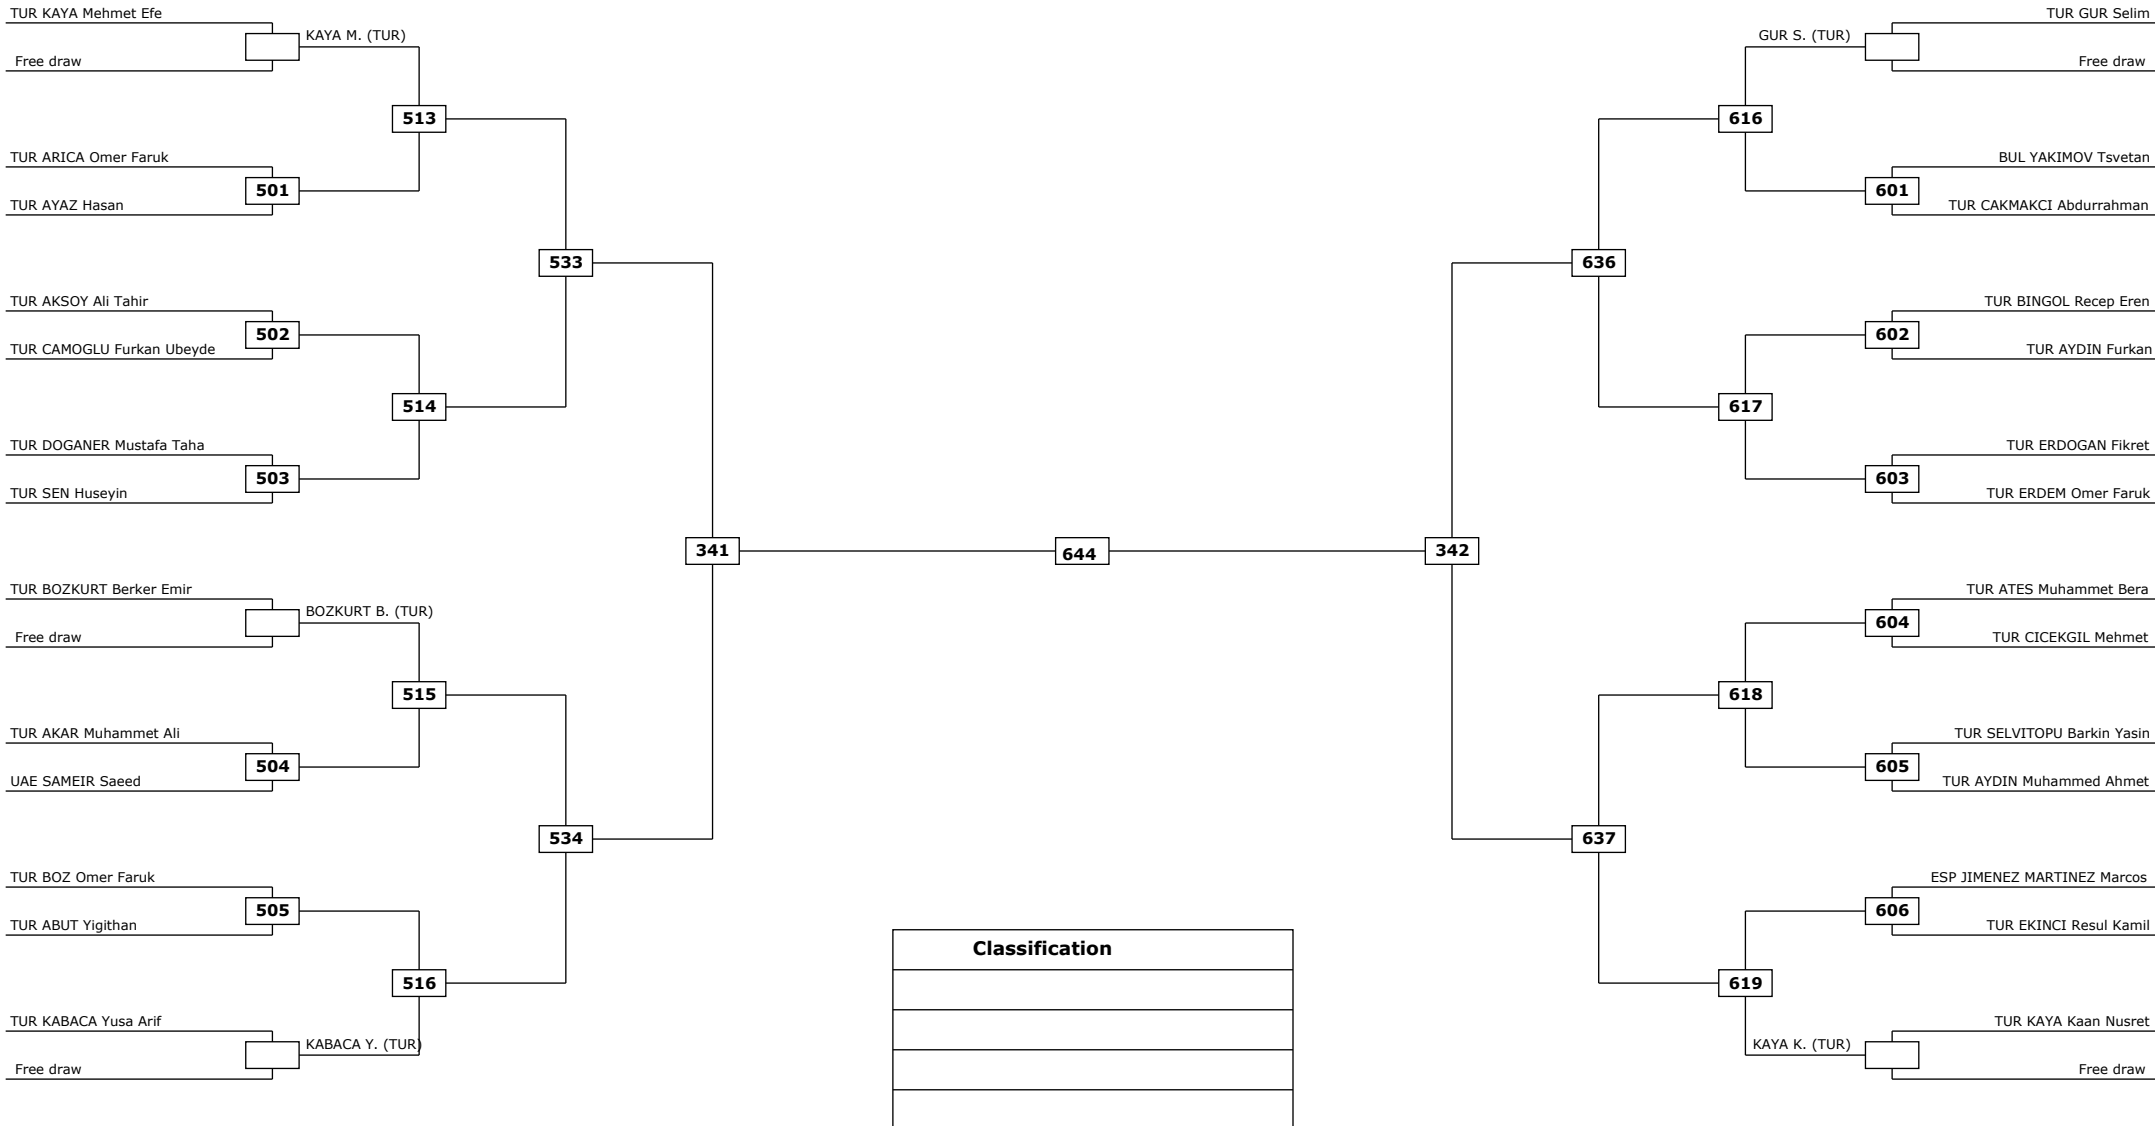 TUR KAYA Mehmet Efe
KAYA M. (TUR)
Free draw
513
TUR ARICA Omer Faruk
501
TUR AYAZ Hasan
533
TUR AKSOY Ali Tahir
502
TUR CAMOGLU Furkan Ubeyde
514
TUR DOGANER Mustafa Taha
503
TUR SEN Huseyin
341
TUR BOZKURT Berker Emir
BOZKURT B. (TUR)
Free draw
515
TUR AKAR Muhammet Ali
504
UAE SAMEIR Saeed
534
TUR BOZ Omer Faruk
505
TUR ABUT Yigithan
516
TUR KABACA Yusa Arif
KABACA Y. (TUR)
Free draw
644
Classification
TUR GUR Selim
GUR S. (TUR)
Free draw
616
BUL YAKIMOV Tsvetan
601
TUR CAKMAKCI Abdurrahman
636
TUR BINGOL Recep Eren
602
TUR AYDIN Furkan
617
TUR ERDOGAN Fikret
603
TUR ERDEM Omer Faruk
342
TUR ATES Muhammet Bera
604
TUR CICEKGIL Mehmet
618
TUR SELVITOPU Barkin Yasin
605
TUR AYDIN Muhammed Ahmet
637
ESP JIMENEZ MARTINEZ Marcos
606
TUR EKINCI Resul Kamil
619
TUR KAYA Kaan Nusret
KAYA K. (TUR)
Free draw